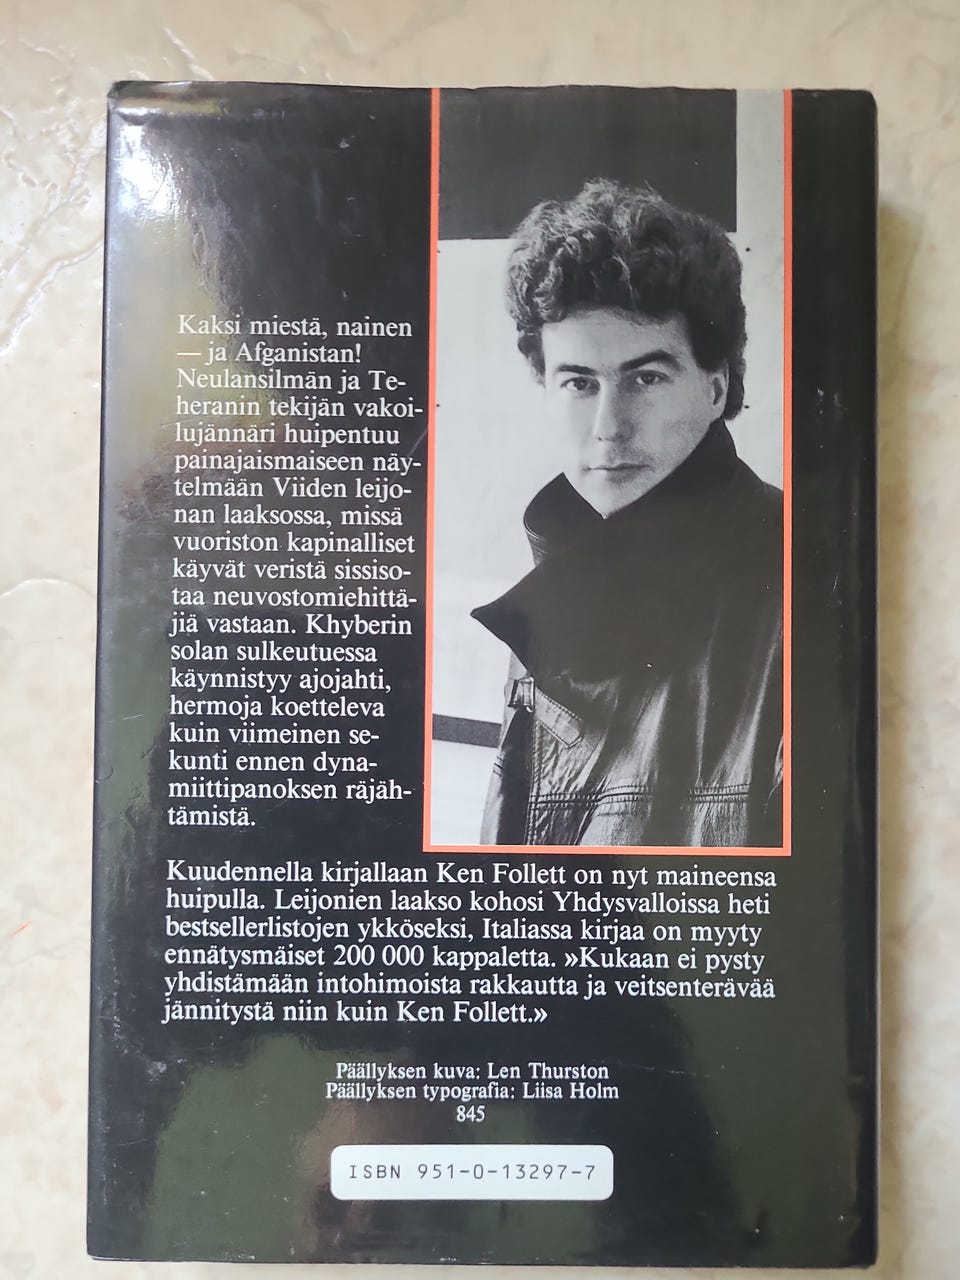 Kaksi miestä, nainen
— ja Afganistan!
Neulansilmän ja Te-
heranin tekijän vakoi-
lujännäri huipentuu
painajaismaiseen näy-
telmään Viiden leijo-
nan laaksossa, missä
vuoriston kapinalliset
käyvät veristä sissiso-
taa neuvostomiehittä-
jiä vastaan. Khyberin
solan sulkeutuessa
käynnistyy ajojahti,
hermoja koetteleva
kuin viimeinen se-
kunti ennen dyna-
miittipanoksen räjäh-
tämistä.
Kuudennella kirjallaan Ken Follett on nyt maineensa
huipulla. Leijonien laakso kohosi Yhdysvalloissa heti
bestsellerlistojen ykköseksi, Italiassa kirjaa on myyty
ennätysmäiset 200 000 kappaletta. »Kukaan ei pysty
yhdistämään intohimoista rakkautta ja veitsenterävää
jännitystä niin kuin Ken Follett.»
Päällyksen kuva: Len Thurston
Päällyksen typografia: Liisa Holm
845
ISBN 951-0-13297-7